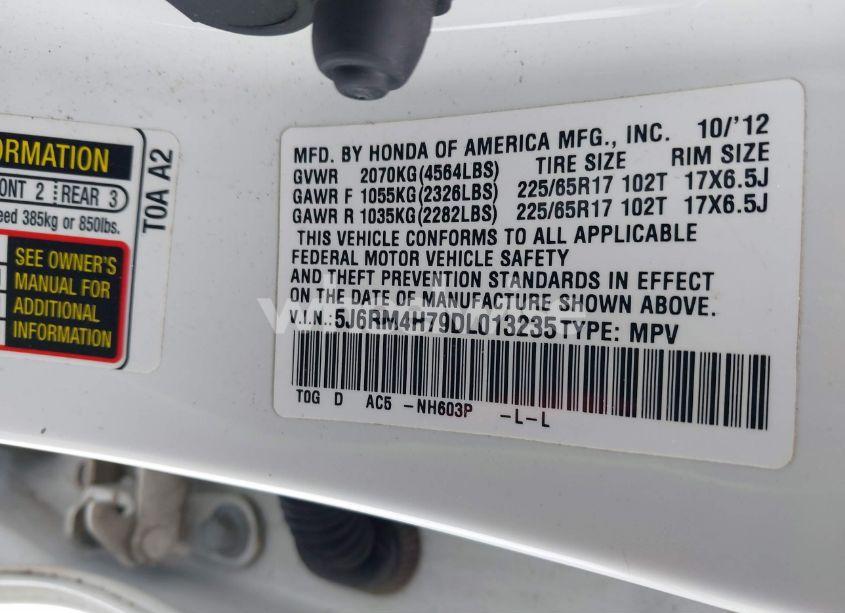 ORMATION
ONT 2 REAR 3
eed 385kg or 850lbs.
SEE OWNER'S
MANUAL FOR
ADDITIONAL
INFORMATION
T0A A2
MFD. BY HONDA OF AMERICA MFG., INC. 10/'12
GVWR 2070KG(4564LBS) TIRE SIZE RIM SIZE
GAWR F 1055KG(2326LBS) 225/65R17 102T 17X6.5J
GAWR R 1035KG(2282LBS) 225/65R17 102T 17X6.5J
THIS VEHICLE CONFORMS TO ALL APPLICABLE
FEDERAL MOTOR VEHICLE SAFETY
AND THEFT PREVENTION STANDARDS IN EFFECT
ON THE DATE OF MANUFACTURE SHOWN ABOVE.
V.I.N.:5J6RM4H79DL013235 TYPE: MPV
TOG D AC5 -NH603P -L-L